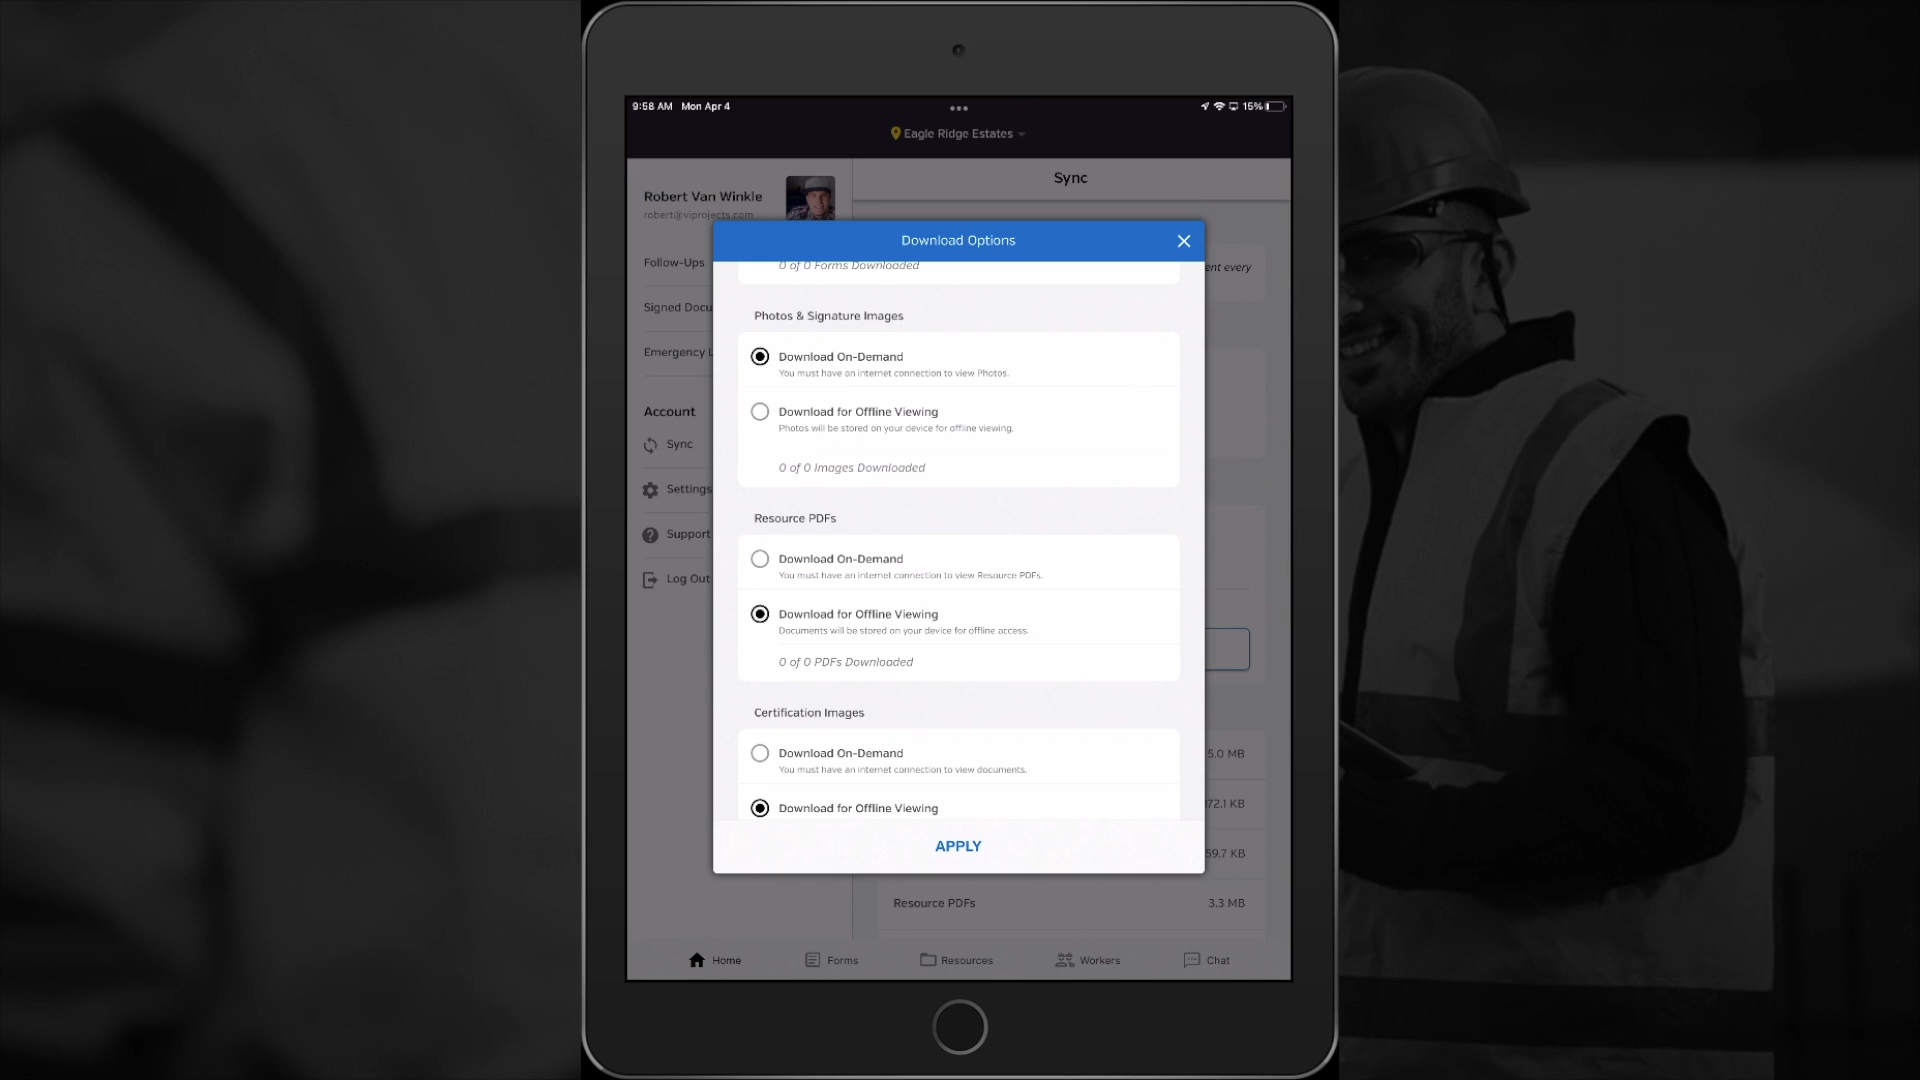 9:58 AM Mon Apr 4
15%
Eagle Ridge Estates
Robert Van Winkle
robert@viprojects.com
Sync
Follow-Ups
Signed Docu
Emergency L
Account
Sync
Settings
Support
Log Out
ent every
Download Options
0 of 0 Forms Downloaded
Photos & Signature Images
Download On-Demand
You must have an internet connection to view Photos.
Download for Offline Viewing
Photos will be stored on your device for offline viewing.
0 of 0 Images Downloaded
Resource PDFs
Download On-Demand
You must have an internet connection to view Resource PDFs.
Download for Offline Viewing
Documents will be stored on your device for offline access.
0 of 0 PDFs Downloaded
Certification Images
Download On-Demand
You must have an internet connection to view documents.
Download for Offline Viewing
APPLY
5.0 MB
72.1 KB
59.7 KB
Resource PDFs 3.3 MB
Home Forms Resources Workers Chat